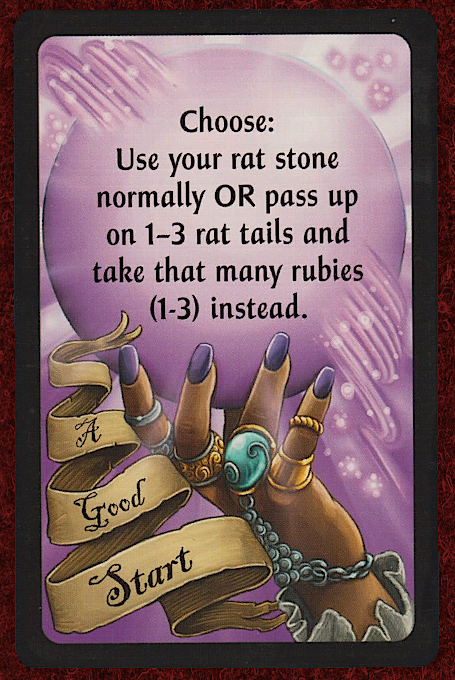 Choose:
Use your rat stone
normally OR pass up
on 1–3 rat tails and
take that many rubies
(1-3) instead.
A
Good
Start